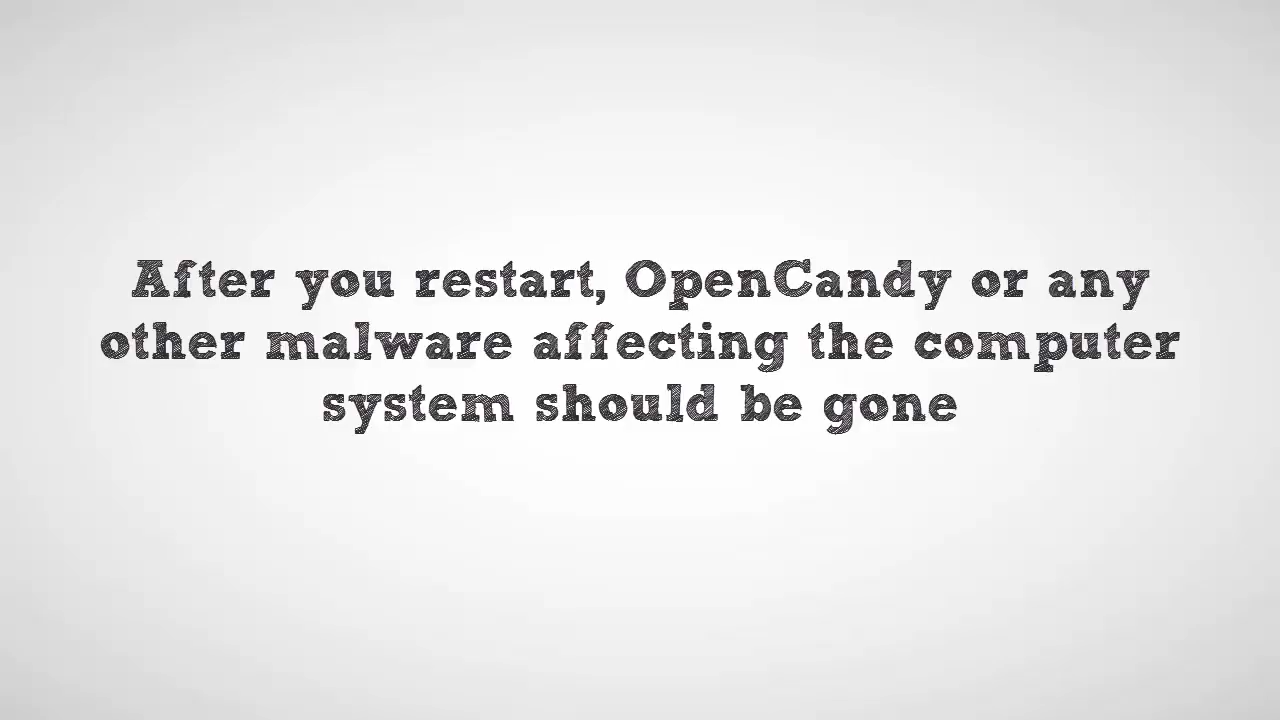 After you restart, OpenCandy or any
other malware affecting the computer
system should be gone